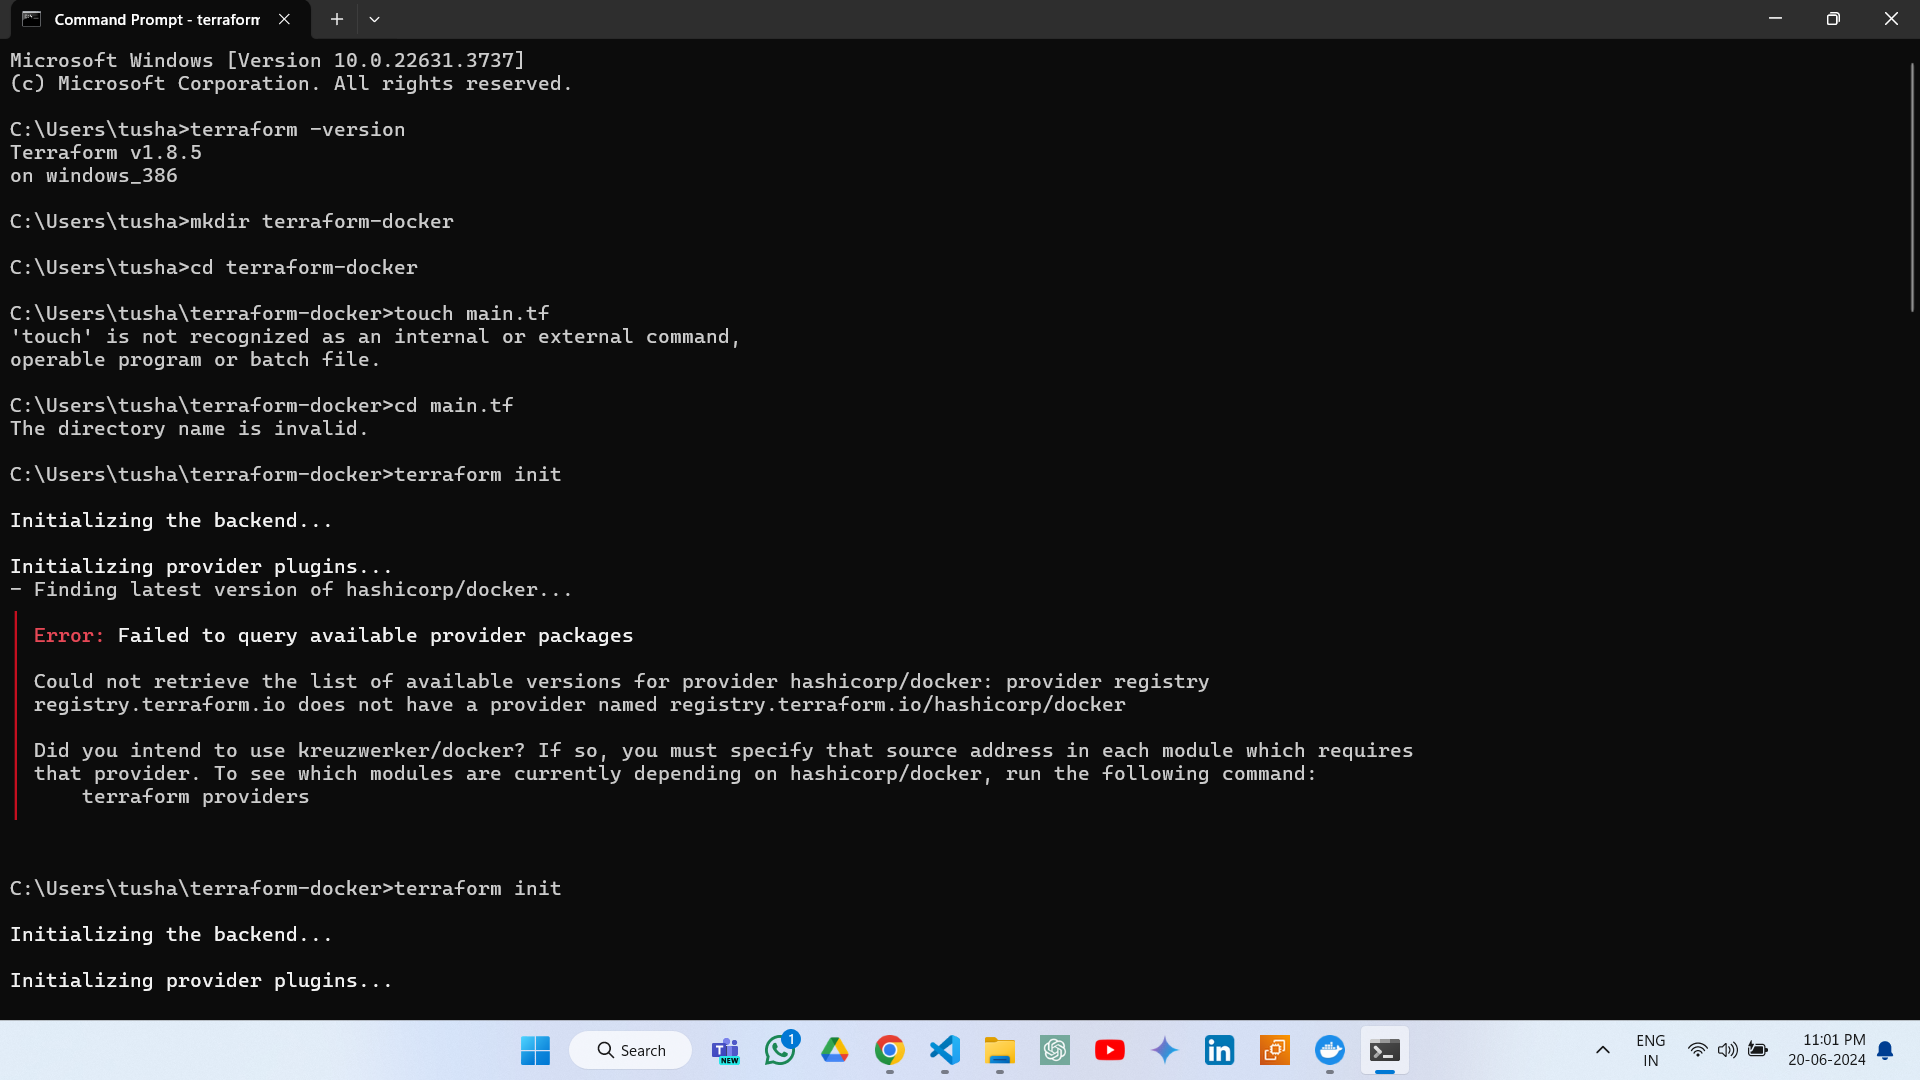 Command Prompt - terraform
Microsoft Windows [Version 10.0.22631.3737]
(c) Microsoft Corporation. All rights reserved.
C:\Users\tusha>terraform -version
Terraform v1.8.5
on windows_386
C:\Users\tusha>mkdir terraform-docker
C:\Users\tusha>cd terraform-docker
C:\Users\tusha\terraform-docker>touch main.tf
'touch' is not recognized as an internal or external command,
operable program or batch file.
C:\Users\tusha\terraform-docker>cd main.tf
The directory name is invalid.
C:\Users\tusha\terraform-docker>terraform init
Initializing the backend...
Initializing provider plugins...
- Finding latest version of hashicorp/docker...
Error: Failed to query available provider packages
Could not retrieve the list of available versions for provider hashicorp/docker: provider registry
registry.terraform.io does not have a provider named registry.terraform.io/hashicorp/docker
Did you intend to use kreuzwerker/docker? If so, you must specify that source address in each module which requires
that provider. To see which modules are currently depending on hashicorp/docker, run the following command:
terraform providers
C:\Users\tusha\terraform-docker>terraform init
Initializing the backend...
Initializing provider plugins...
Search
T
NEW
1
in
ENG
IN
11:01 PM
20-06-2024